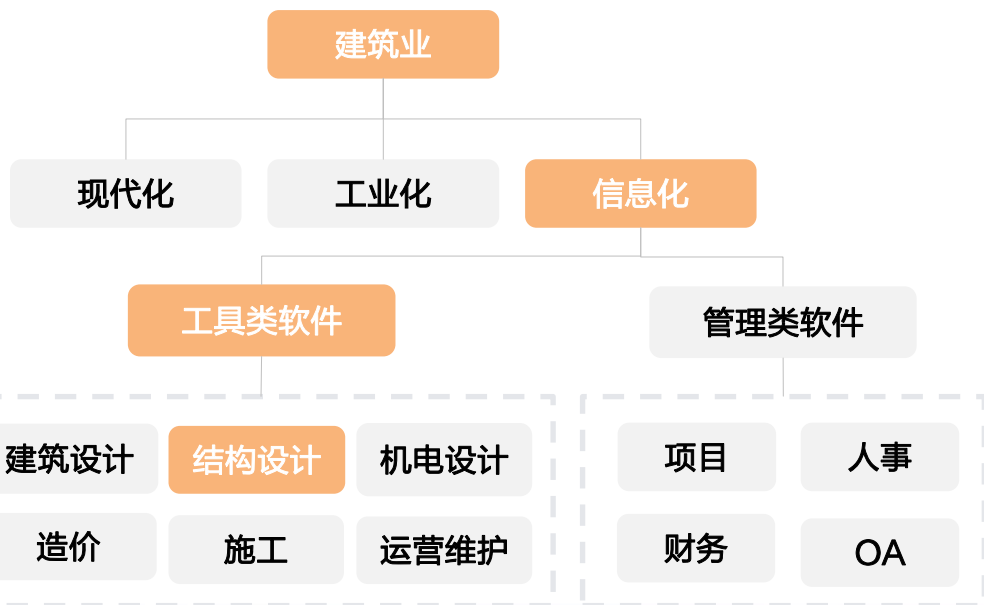 建筑业
现代化
工业化
信息化
工具类软件
管理类软件
建筑设计
结构设计
机电设计
造价
施工
运营维护
项目
人事
财务
OA